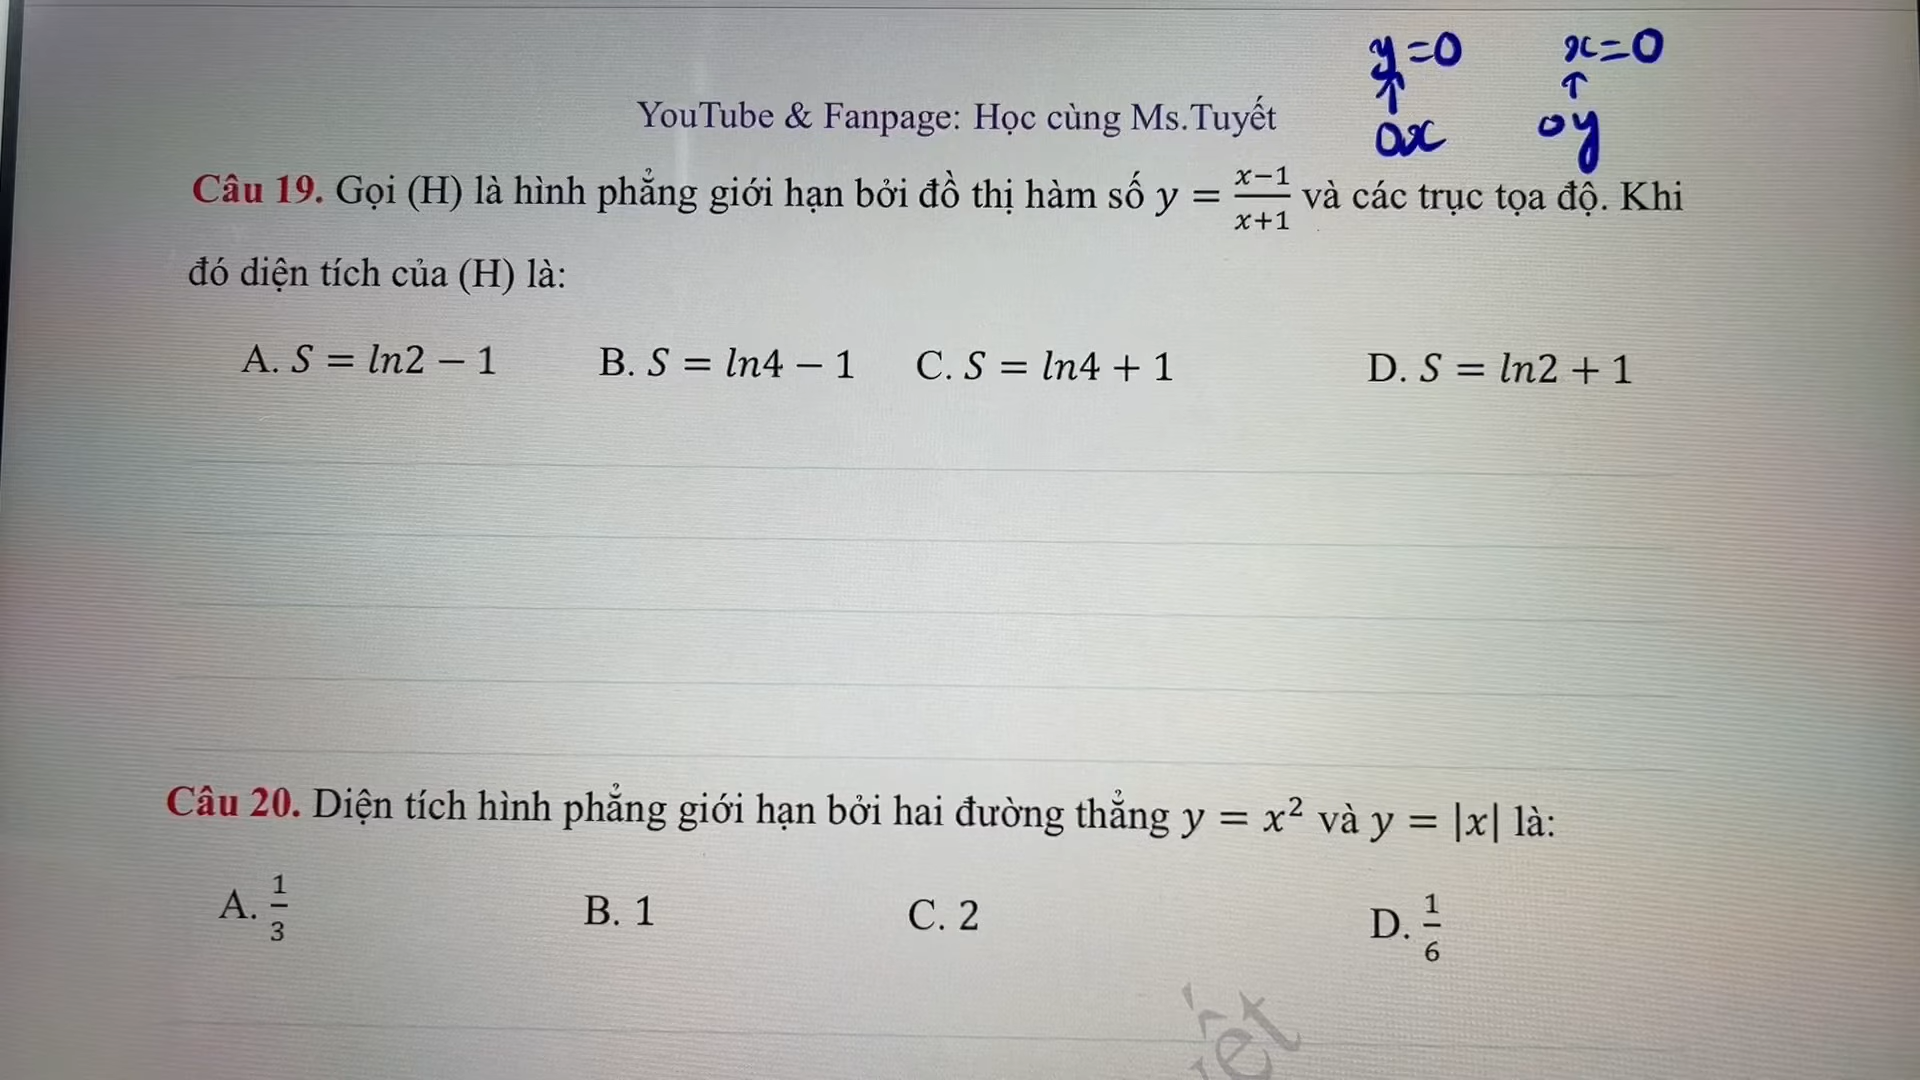 y=0 x=0
↑ ↑
ox oy
YouTube & Fanpage: Học cùng Ms.Tuyết
Câu 19. Gọi (H) là hình phẳng giới hạn bởi đồ thị hàm số y = (x−1)/(x+1) và các trục tọa độ. Khi
đó diện tích của (H) là:
A. S = ln2 − 1 B. S = ln4 − 1 C. S = ln4 + 1 D. S = ln2 + 1
Câu 20. Diện tích hình phẳng giới hạn bởi hai đường thẳng y = x² và y = |x| là:
A. 1/3 B. 1 C. 2 D. 1/6